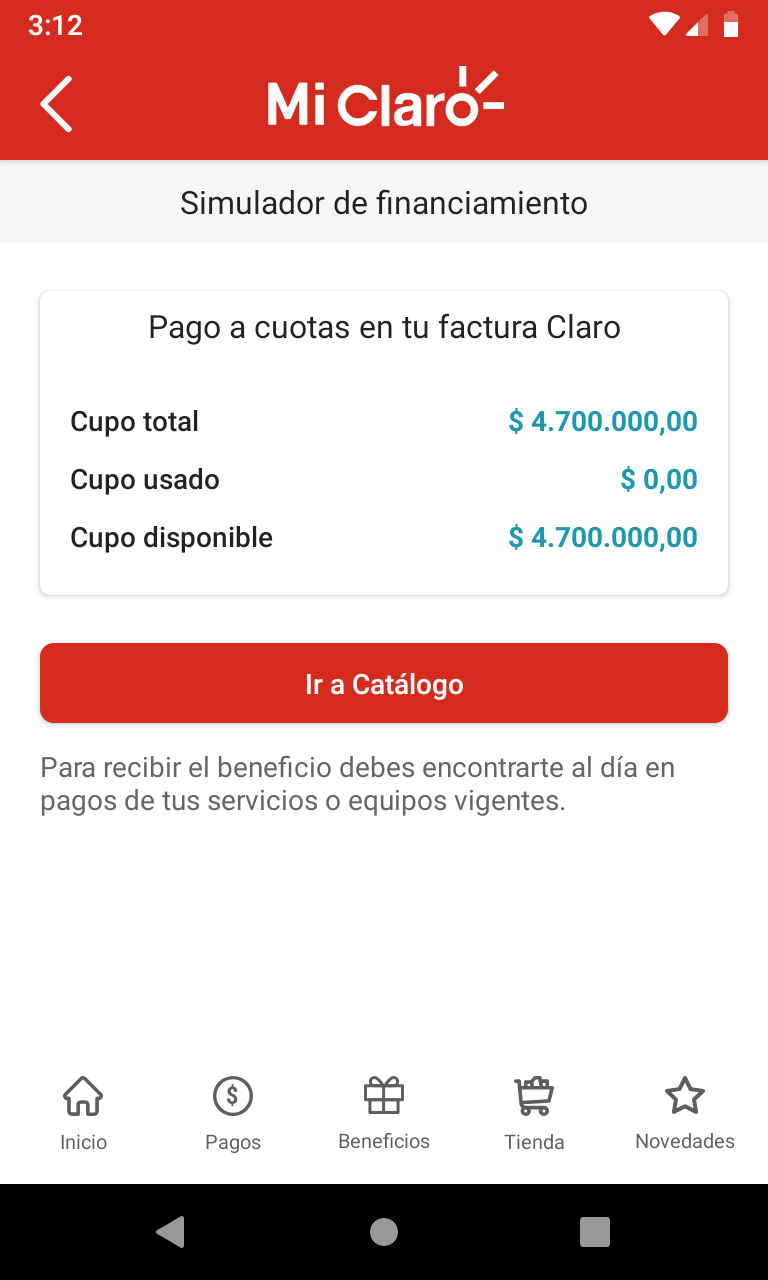 3:12
Mi Claro
Simulador de financiamiento
Pago a cuotas en tu factura Claro
Cupo total $ 4.700.000,00
Cupo usado $ 0,00
Cupo disponible $ 4.700.000,00
Ir a Catálogo
Para recibir el beneficio debes encontrarte al día en
pagos de tus servicios o equipos vigentes.
Inicio Pagos Beneficios Tienda Novedades